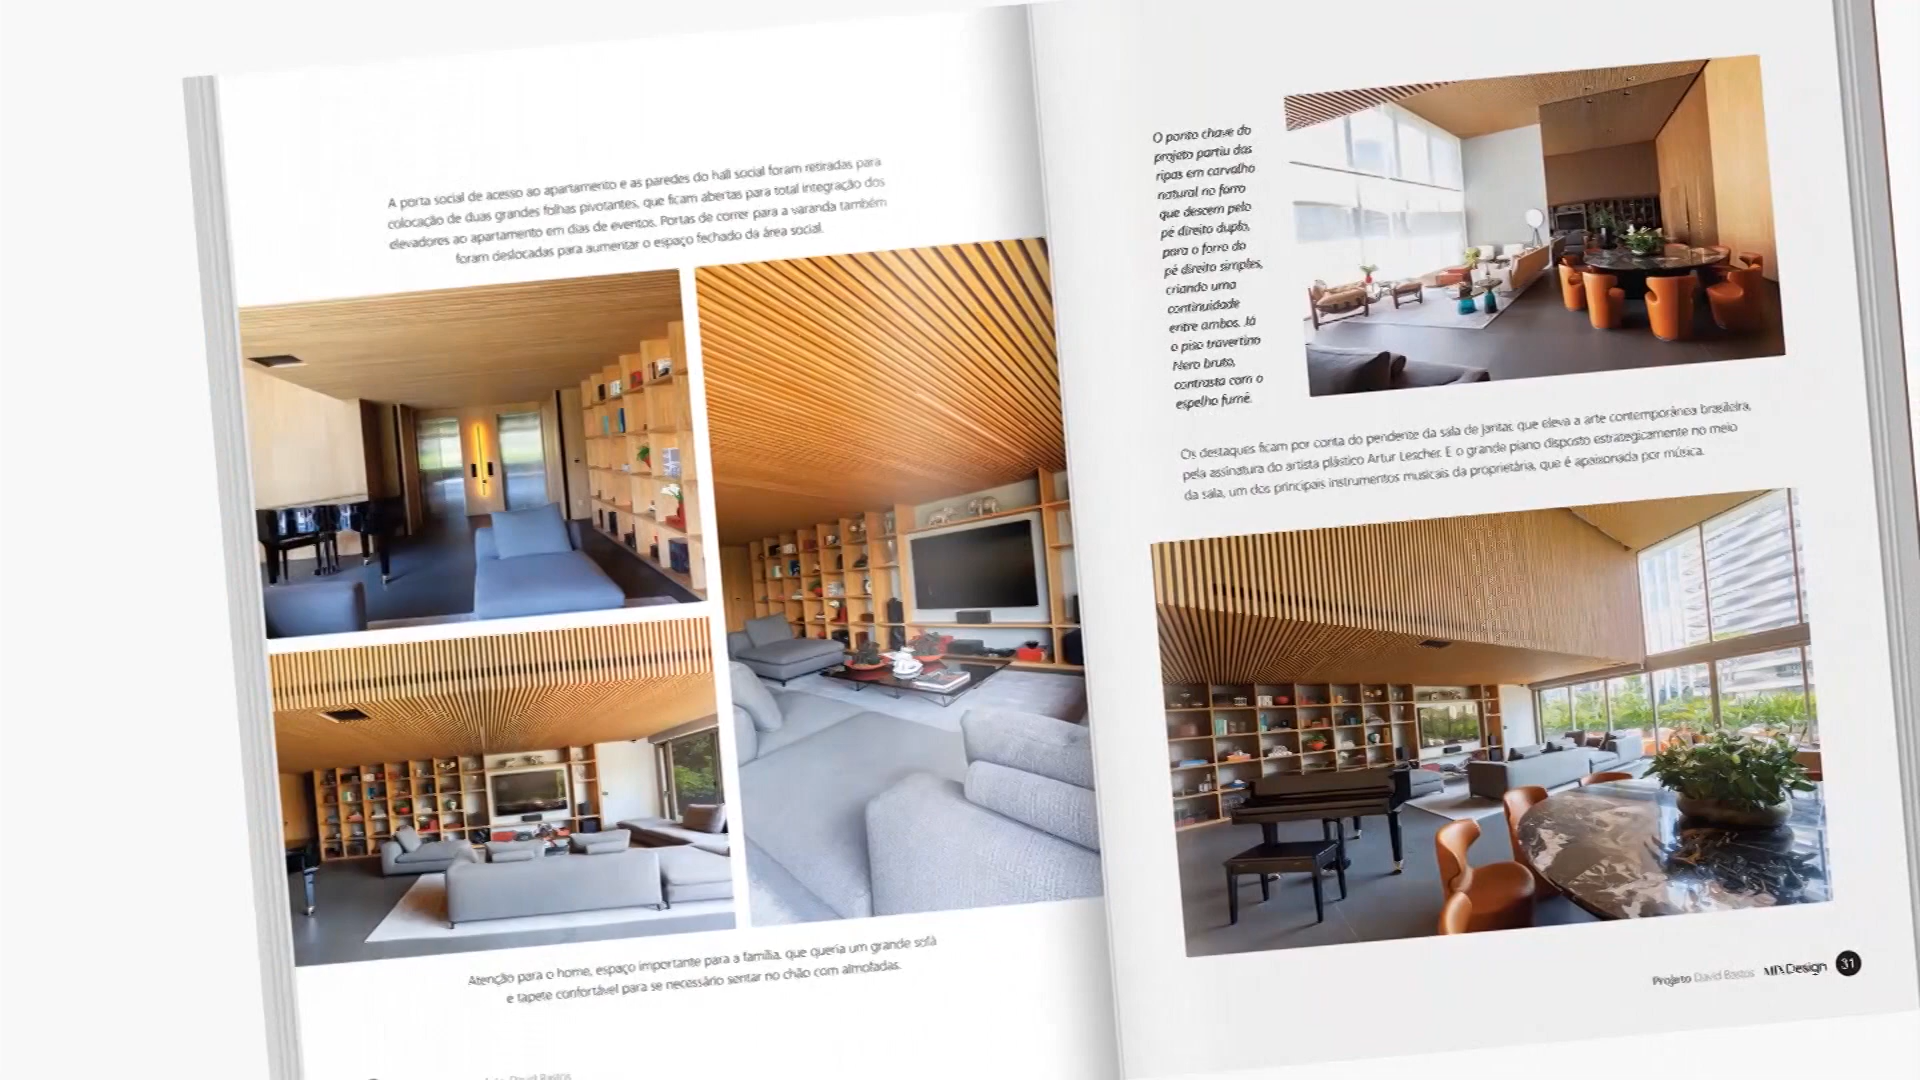 A porta social de acesso ao apartamento e as paredes do hall social foram retiradas para
colocação de duas grandes folhas pivotantes, que ficam abertas para total integração dos
elevadores ao apartamento em dias de eventos. Portas de correr para a varanda também
foram deslocadas para aumentar o espaço fechado da área social.
Atenção para o home, espaço importante para a família, que queria um grande sofá
e tapete confortável para se necessário sentar no chão com almofadas.
David Bastos
O ponto chave do
projeto partiu das
ripas em carvalho
natural no forro
que descem pelo
pé direito duplo,
para o forro do
pé direito simples,
criando uma
continuidade
entre ambos. Já
o piso travertino
Nero bruto,
contrasta com o
espelho fumê.
Os destaques ficam por conta do pendente da sala de jantar, que eleva a arte contemporânea brasileira,
pela assinatura do artista plástico Artur Lescher. E o grande piano disposto estrategicamente no meio
da sala, um dos principais instrumentos musicais da proprietária, que é apaixonada por música.
Projeto David Bastos MIXDesign 31